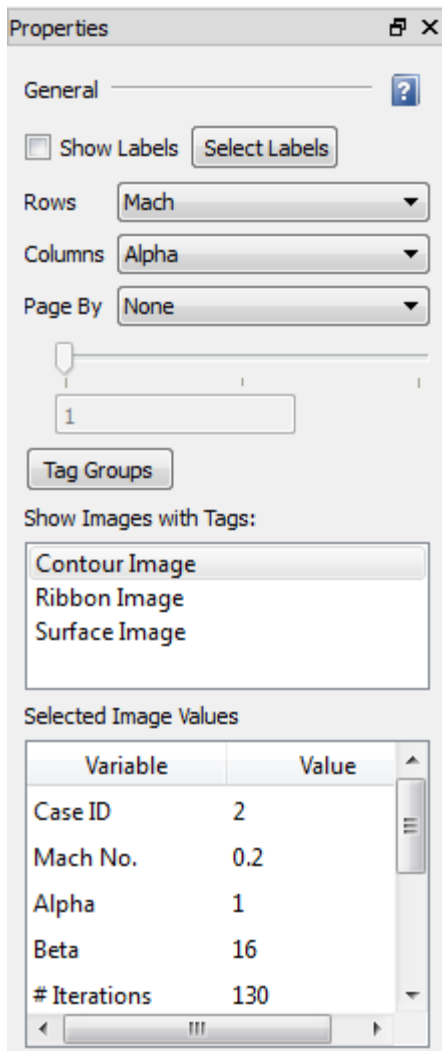 Properties
General
?
Show Labels Select Labels
Rows Mach
Columns Alpha
Page By None
1
Tag Groups
Show Images with Tags:
Contour Image
Ribbon Image
Surface Image
Selected Image Values
Variable Value
Case ID 2
Mach No. 0.2
Alpha 1
Beta 16
# Iterations 130